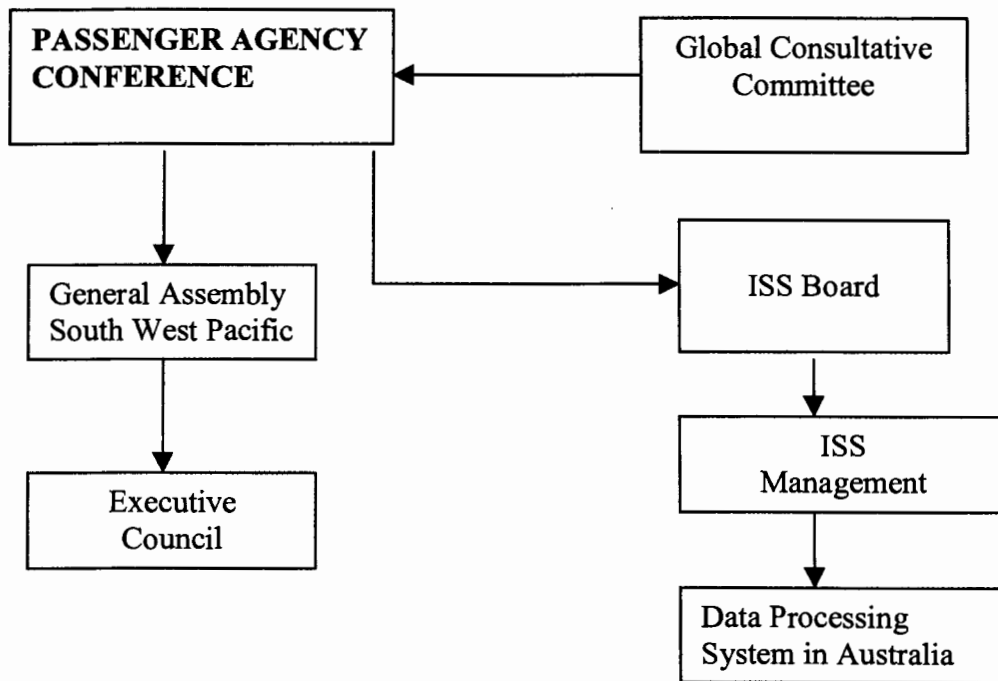 PASSENGER AGENCY
CONFERENCE
Global Consultative
Committee
General Assembly
South West Pacific
ISS Board
Executive
Council
ISS
Management
Data Processing
System in Australia